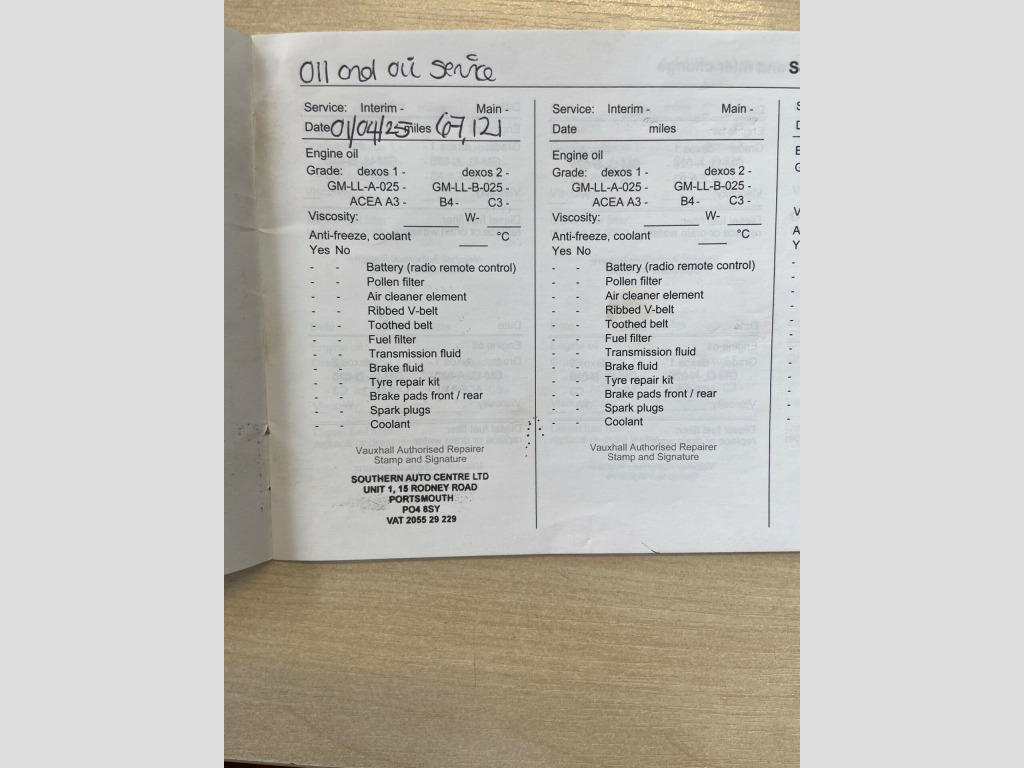 Oil and oil service
S
Service: Interim - Main -
Date 01/04/25 miles 67,121
Engine oil
Grade: dexos 1 - dexos 2 -
GM-LL-A-025 - GM-LL-B-025 -
ACEA A3 - B4 - C3 -
Viscosity: W-
Anti-freeze, coolant °C
Yes No
- - Battery (radio remote control)
- - Pollen filter
- - Air cleaner element
- - Ribbed V-belt
- - Toothed belt
- - Fuel filter
- - Transmission fluid
- - Brake fluid
- - Tyre repair kit
- - Brake pads front / rear
- - Spark plugs
- - Coolant
Vauxhall Authorised Repairer
Stamp and Signature
SOUTHERN AUTO CENTRE LTD
UNIT 1, 15 RODNEY ROAD
PORTSMOUTH
PO4 8SY
VAT 2055 29 229
Service: Interim - Main -
Date miles
Engine oil
Grade: dexos 1 - dexos 2 -
GM-LL-A-025 - GM-LL-B-025 -
ACEA A3 - B4 - C3 -
Viscosity: W-
Anti-freeze, coolant °C
Yes No
- - Battery (radio remote control)
- - Pollen filter
- - Air cleaner element
- - Ribbed V-belt
- - Toothed belt
- - Fuel filter
- - Transmission fluid
- - Brake fluid
- - Tyre repair kit
- - Brake pads front / rear
- - Spark plugs
- - Coolant
Vauxhall Authorised Repairer
Stamp and Signature